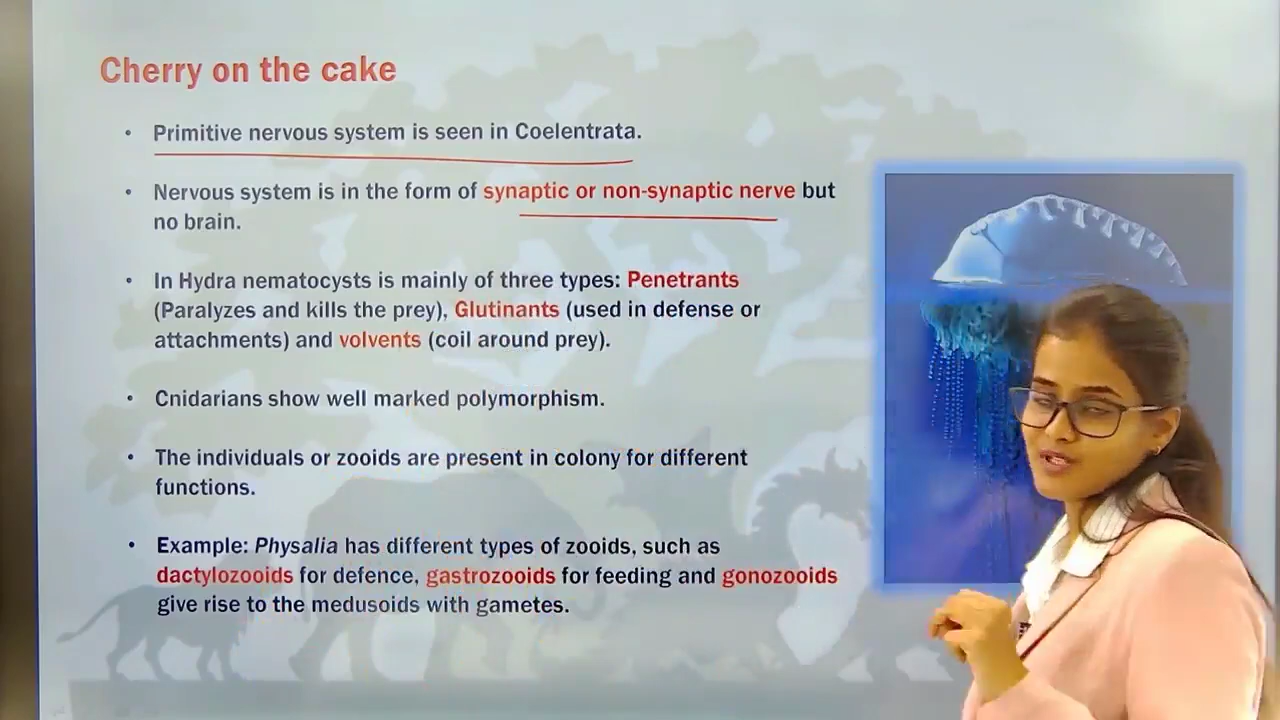 Cherry on the cake
• Primitive nervous system is seen in Coelentrata.
• Nervous system is in the form of synaptic or non-synaptic nerve but
no brain.
• In Hydra nematocysts is mainly of three types: Penetrants
(Paralyzes and kills the prey), Glutinants (used in defense or
attachments) and volvents (coil around prey).
• Cnidarians show well marked polymorphism.
• The individuals or zooids are present in colony for different
functions.
• Example: Physalia has different types of zooids, such as
dactylozooids for defence, gastrozooids for feeding and gonozooids
give rise to the medusoids with gametes.